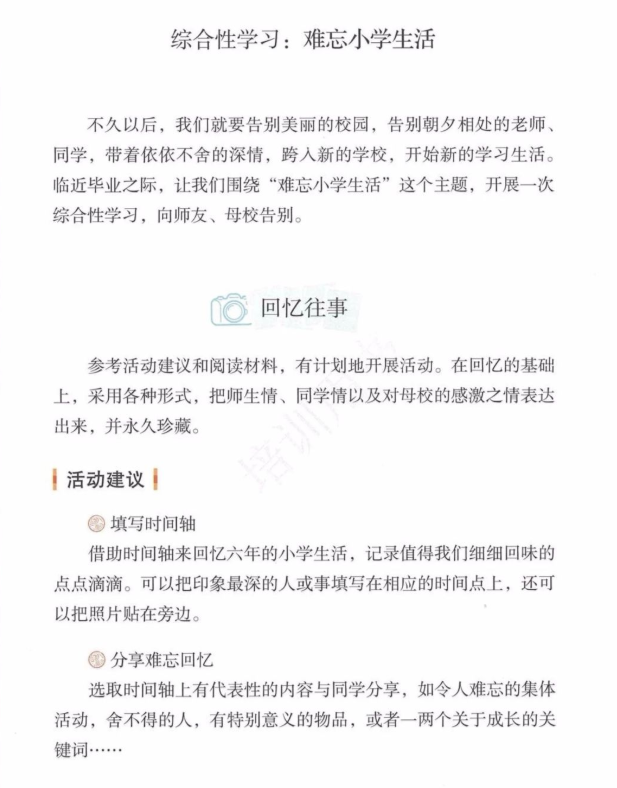 综合性学习：难忘小学生活
不久以后，我们就要告别美丽的校园，告别朝夕相处的老师、
同学，带着依依不舍的深情，跨入新的学校，开始新的学习生活。
临近毕业之际，让我们围绕“难忘小学生活”这个主题，开展一次
综合性学习，向师友、母校告别。
回忆往事
参考活动建议和阅读材料，有计划地开展活动。在回忆的基础
上，采用各种形式，把师生情、同学情以及对母校的感激之情表达
出来，并永久珍藏。
活动建议
填写时间轴
借助时间轴来回忆六年的小学生活，记录值得我们细细回味的
点点滴滴。可以把印象最深的人或事填写在相应的时间点上，还可
以把照片贴在旁边。
分享难忘回忆
选取时间轴上有代表性的内容与同学分享，如令人难忘的集体
活动，舍不得的人，有特别意义的物品，或者一两个关于成长的关
键词……